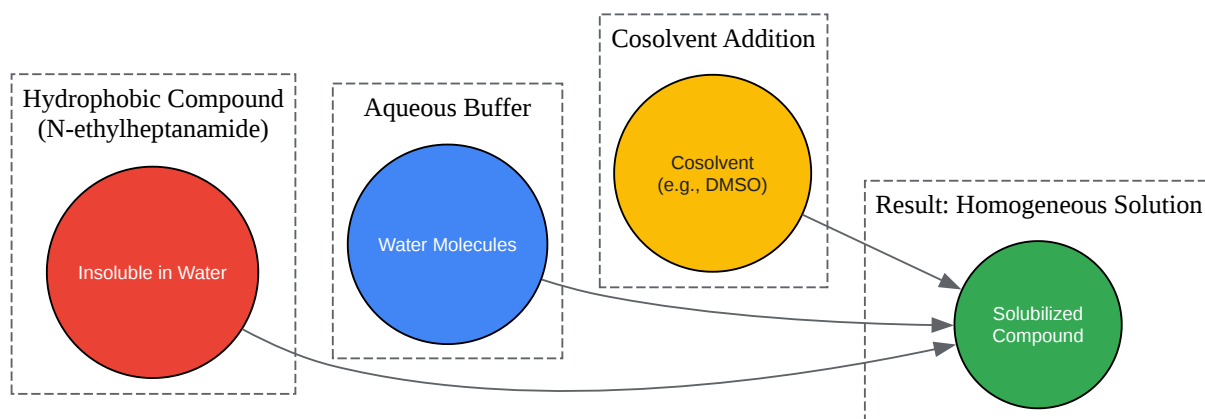 Hydrophobic Compound
(N-ethylheptanamide)
Insoluble in Water
Aqueous Buffer
Water Molecules
Cosolvent Addition
Cosolvent
(e.g., DMSO)
Result: Homogeneous Solution
Solubilized
Compound